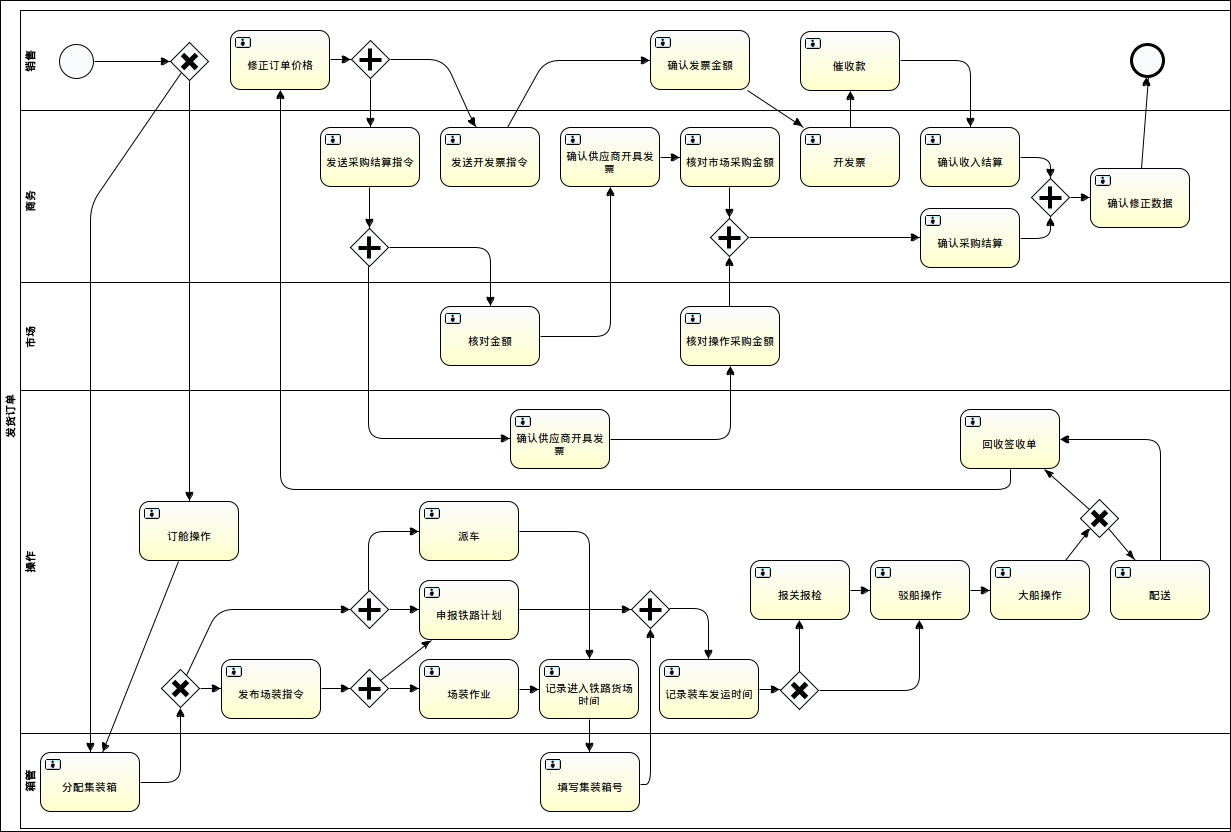 发货订单
销售
修正订单价格
确认发票金额
催收款
商务
发送采购结算指令
发送开发票指令
确认供应商开具发
票
核对市场采购金额
开发票
确认收入结算
确认修正数据
确认采购结算
市场
核对金额
核对操作采购金额
操作
确认供应商开具发
票
回收签收单
订舱操作
派车
申报铁路计划
报关报检
驳船操作
大船操作
配送
发布场装指令
场装作业
记录进入铁路货场
时间
记录装车发运时间
箱管
分配集装箱
填写集装箱号